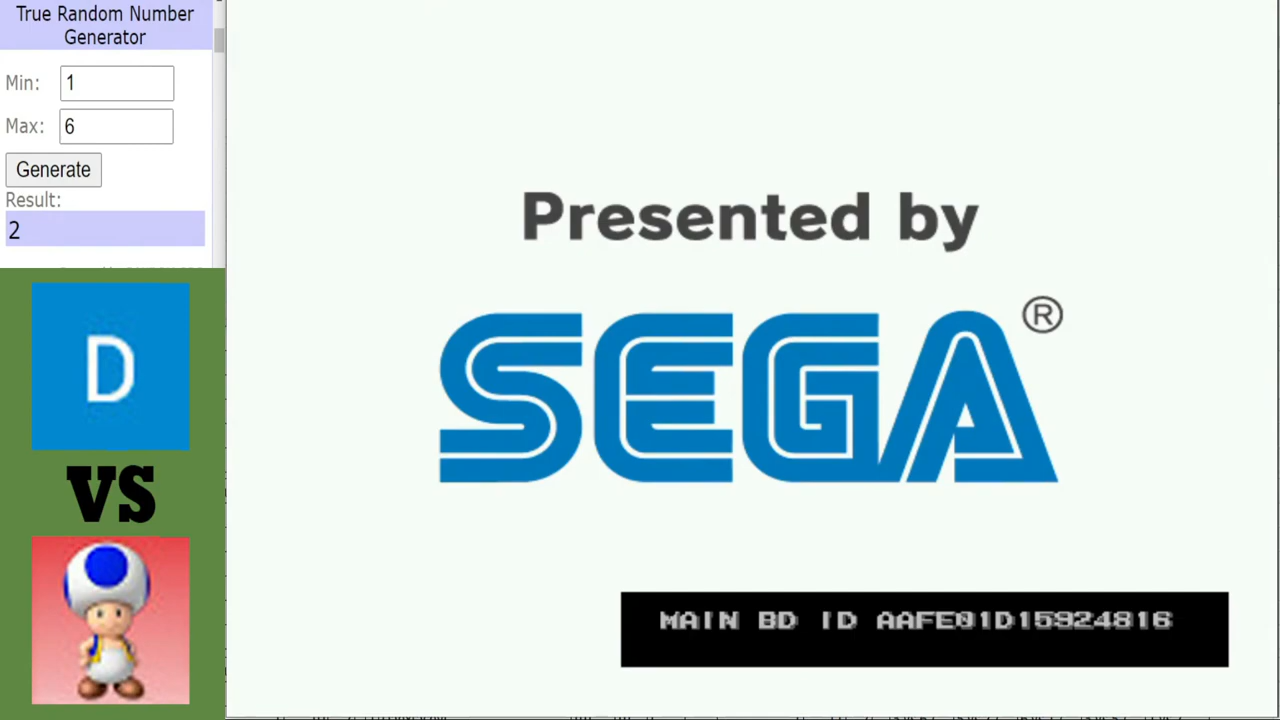 True Random Number
Generator
Min: 1
Max: 6
Generate
Result:
2
D
VS
Presented by
SEGA®
MAIN BD ID AAFE01D15924816